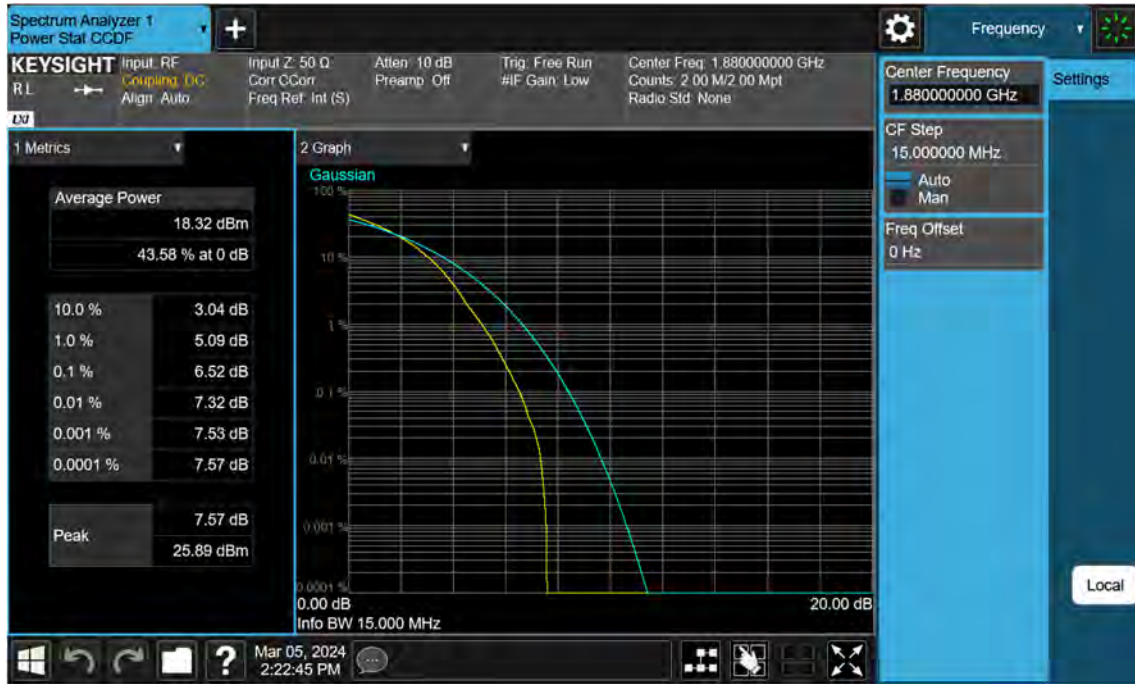 Spectrum Analyzer 1
Power Stat CCDF
Frequency
KEYSIGHT
RL
LXI
Input: RF
Coupling: DC
Align: Auto
Input Z: 50 Ω
Corr CCorr
Freq Ref: Int (S)
Atten: 10 dB
Preamp: Off
Trig: Free Run
#IF Gain: Low
Center Freq: 1.880000000 GHz
Counts: 2.00 M/2.00 Mpt
Radio Std: None
Center Frequency
1.880000000 GHz
Settings
CF Step
15.000000 MHz
Auto
Man
Freq Offset
0 Hz
Local
1 Metrics
Average Power
18.32 dBm
43.58 % at 0 dB
10.0 % 3.04 dB
1.0 % 5.09 dB
0.1 % 6.52 dB
0.01 % 7.32 dB
0.001 % 7.53 dB
0.0001 % 7.57 dB
Peak
7.57 dB
25.89 dBm
2 Graph
Gaussian
100 %
10 %
1 %
0.1 %
0.01 %
0.001 %
0.0001 %
0.00 dB 20.00 dB
Info BW 15.000 MHz
?
Mar 05, 2024
2:22:45 PM